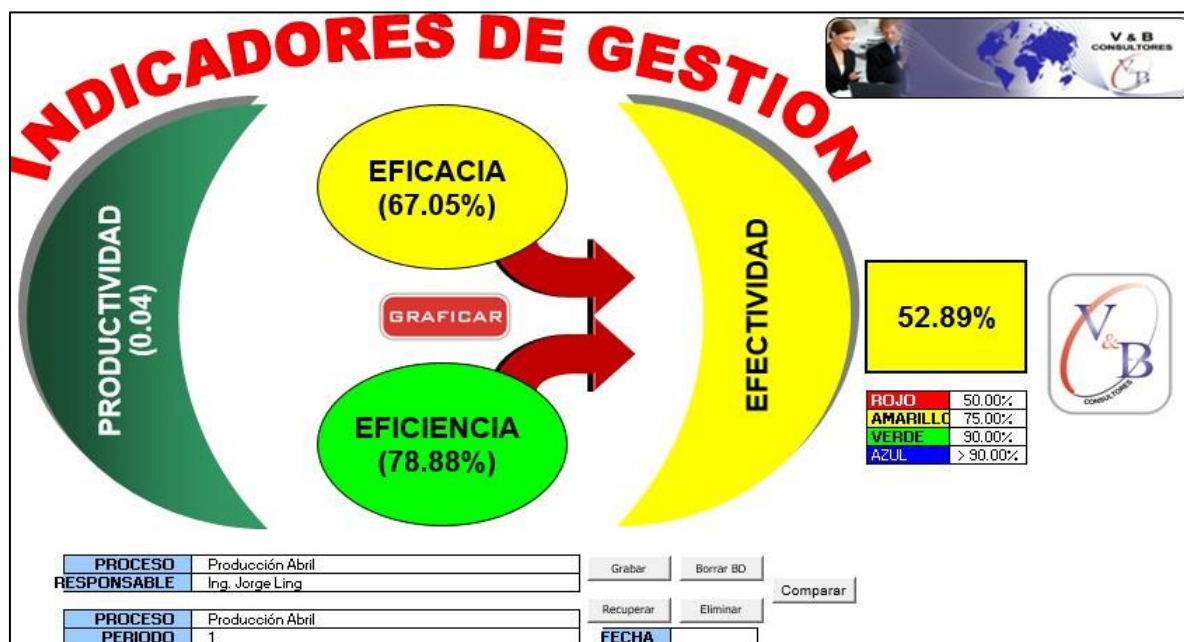 INDICADORES DE GESTION
V & B
CONSULTORES
V&B
PRODUCTIVIDAD
(0.04)
EFICACIA
(67.05%)
GRAFICAR
EFICIENCIA
(78.88%)
EFECTIVIDAD
52.89%
V&B
CONSULTORES
ROJO 50.00%
AMARILLO 75.00%
VERDE 90.00%
AZUL > 90.00%
PROCESO Producción Abril
RESPONSABLE Ing. Jorge Ling
Grabar Borrar BD
Comparar
Recuperar Eliminar
PROCESO Producción Abril
PERIODO 1 FECHA